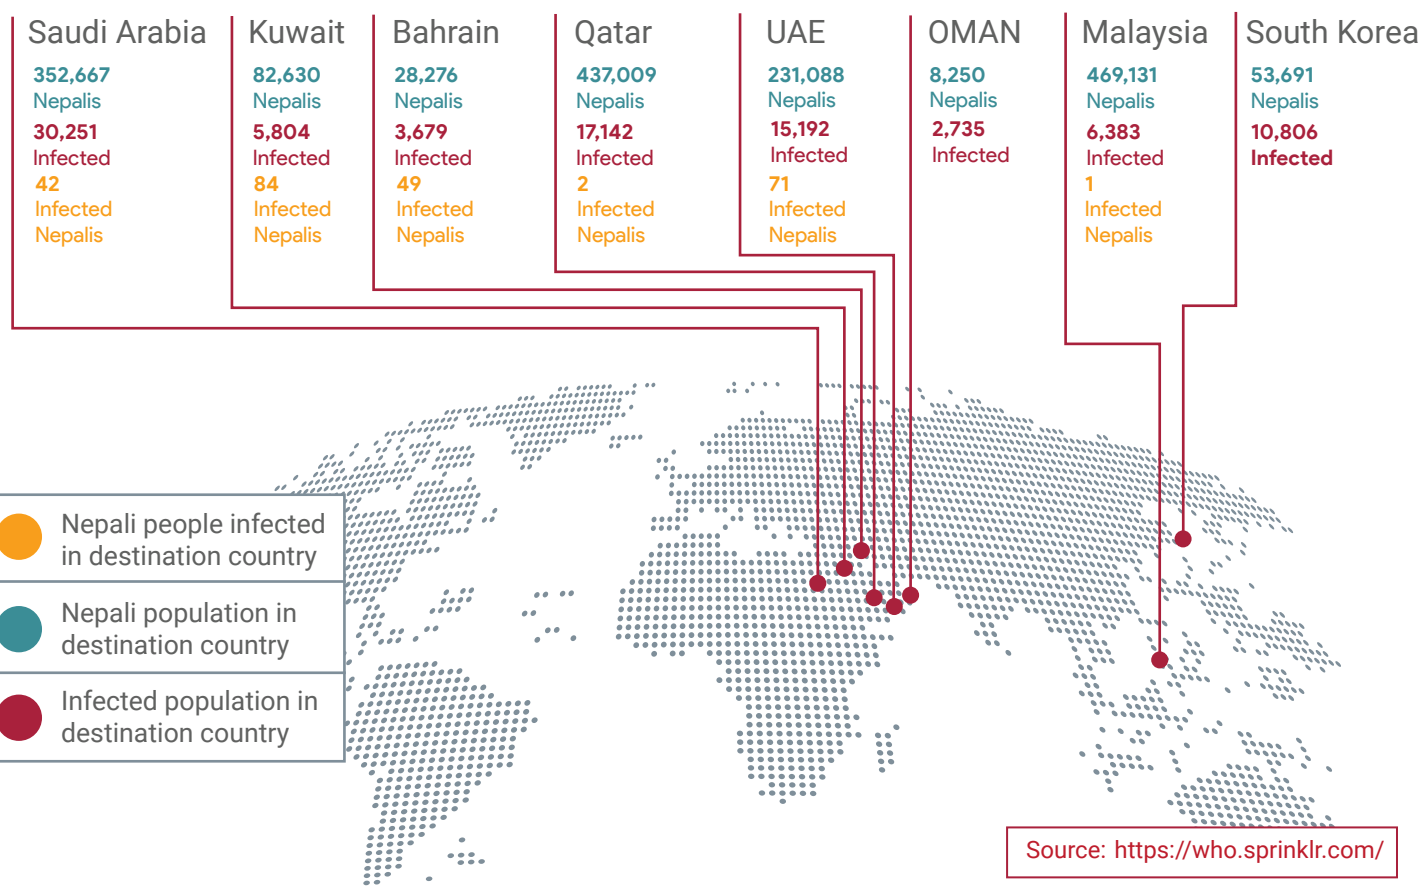 Saudi Arabia
352,667
Nepalis
30,251
Infected
42
Infected
Nepalis
Kuwait
82,630
Nepalis
5,804
Infected
84
Infected
Nepalis
Bahrain
28,276
Nepalis
3,679
Infected
49
Infected
Nepalis
Qatar
437,009
Nepalis
17,142
Infected
2
Infected
Nepalis
UAE
231,088
Nepalis
15,192
Infected
71
Infected
Nepalis
OMAN
8,250
Nepalis
2,735
Infected
Malaysia
469,131
Nepalis
6,383
Infected
1
Infected
Nepalis
South Korea
53,691
Nepalis
10,806
Infected
Nepali people infected
in destination country
Nepali population in
destination country
Infected population in
destination country
Source: https://who.sprinklr.com/